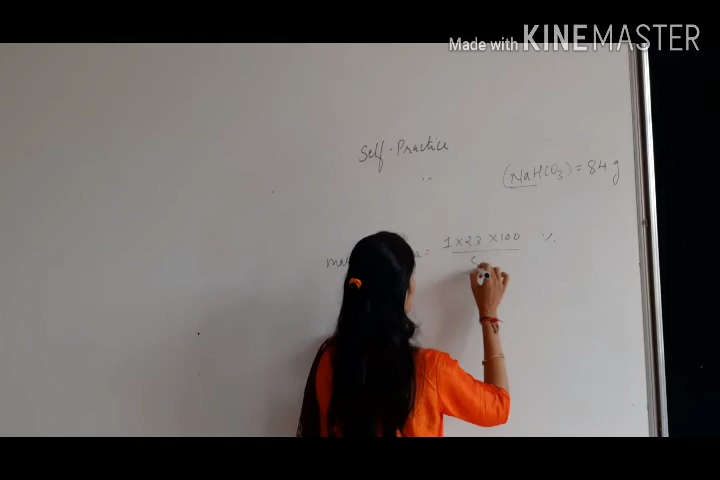 Made with KINEMASTER
Self-Practice
(NaHCO3) = 84 g
= 1 × 23 × 100 %